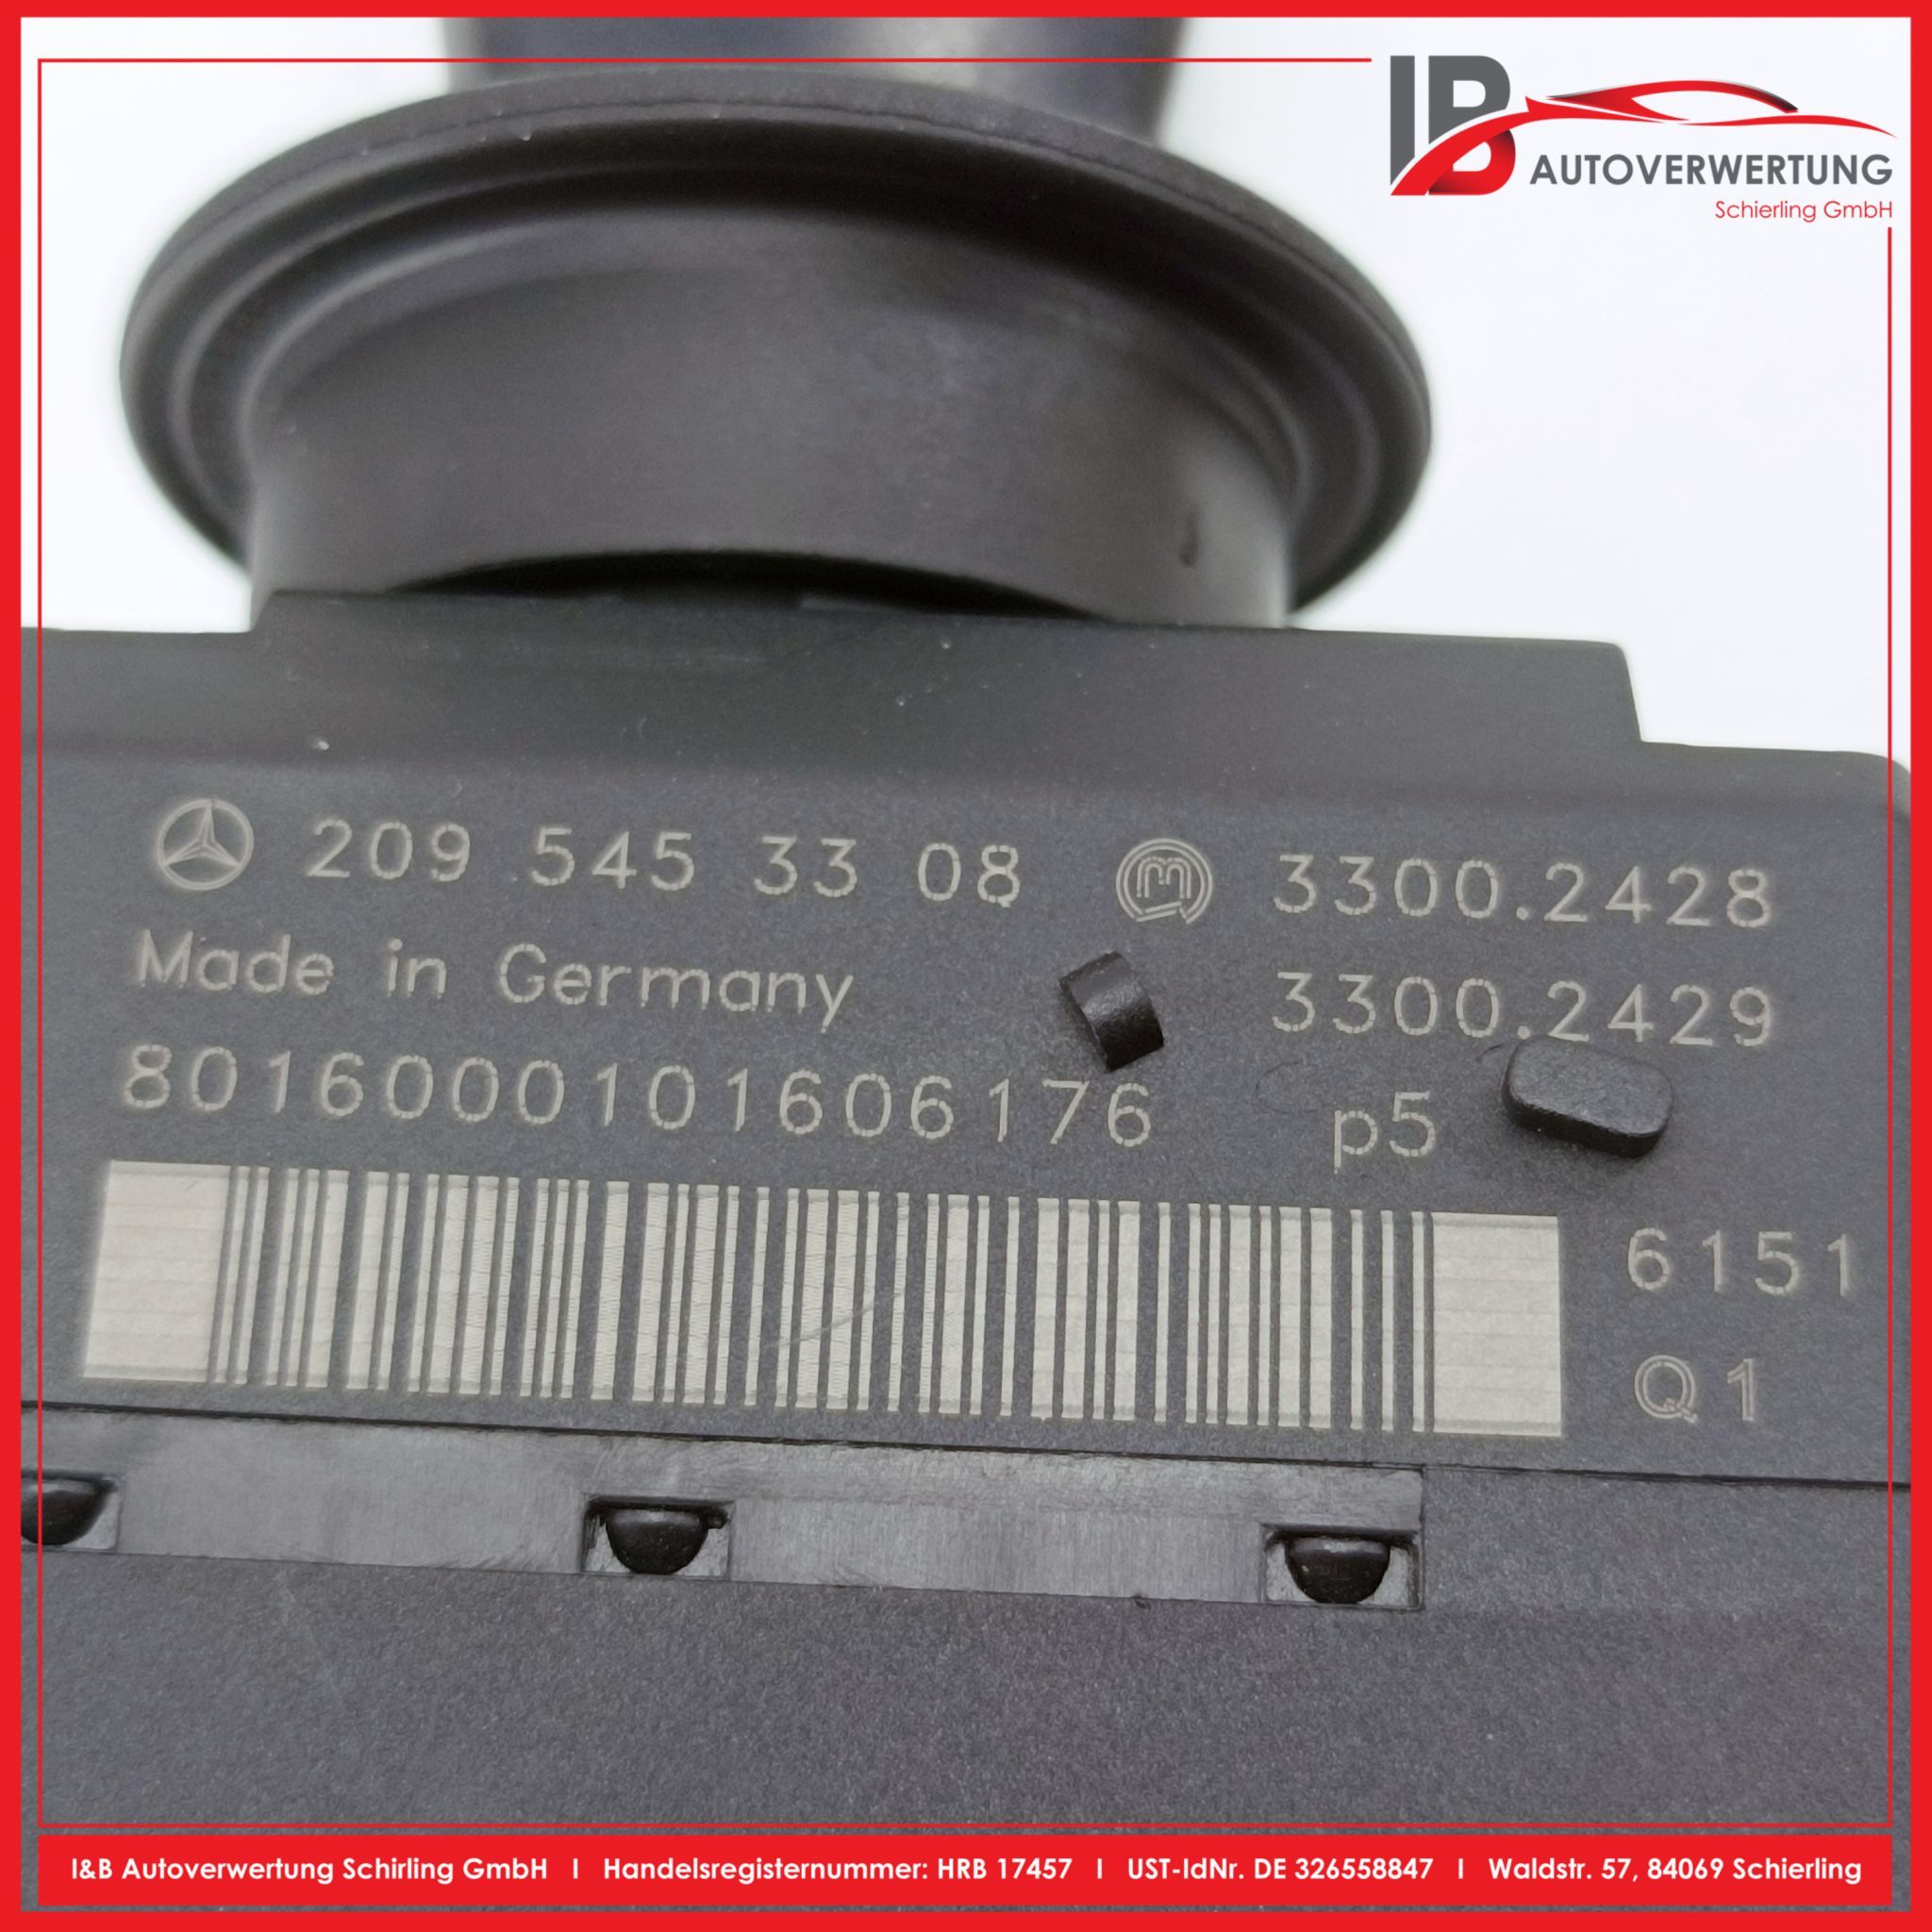 IB
AUTOVERWERTUNG
Schierling GmbH
209 545 33 08
3300.2428
Made in Germany
3300.2429
8016000101606176
p5
6151
Q1
I&B Autoverwertung Schirling GmbH I Handelsregisternummer: HRB 17457 I UST-IdNr. DE 326558847 I Waldstr. 57, 84069 Schierling